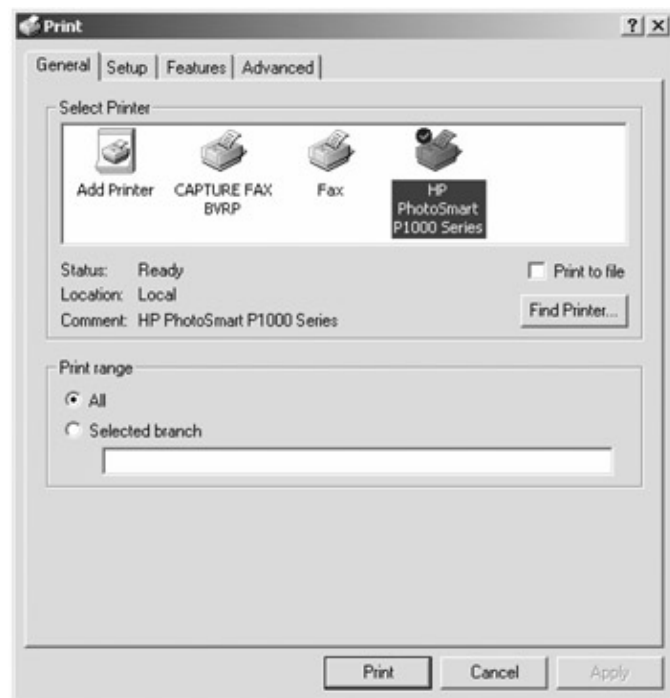 Print
General Setup Features Advanced
Select Printer
Add Printer
CAPTURE FAX
BVRP
Fax
HP
PhotoSmart
P1000 Series
Status: Ready
Print to file
Location: Local
Comment: HP PhotoSmart P1000 Series
Find Printer...
Print range
All
Selected branch
Print Cancel Apply